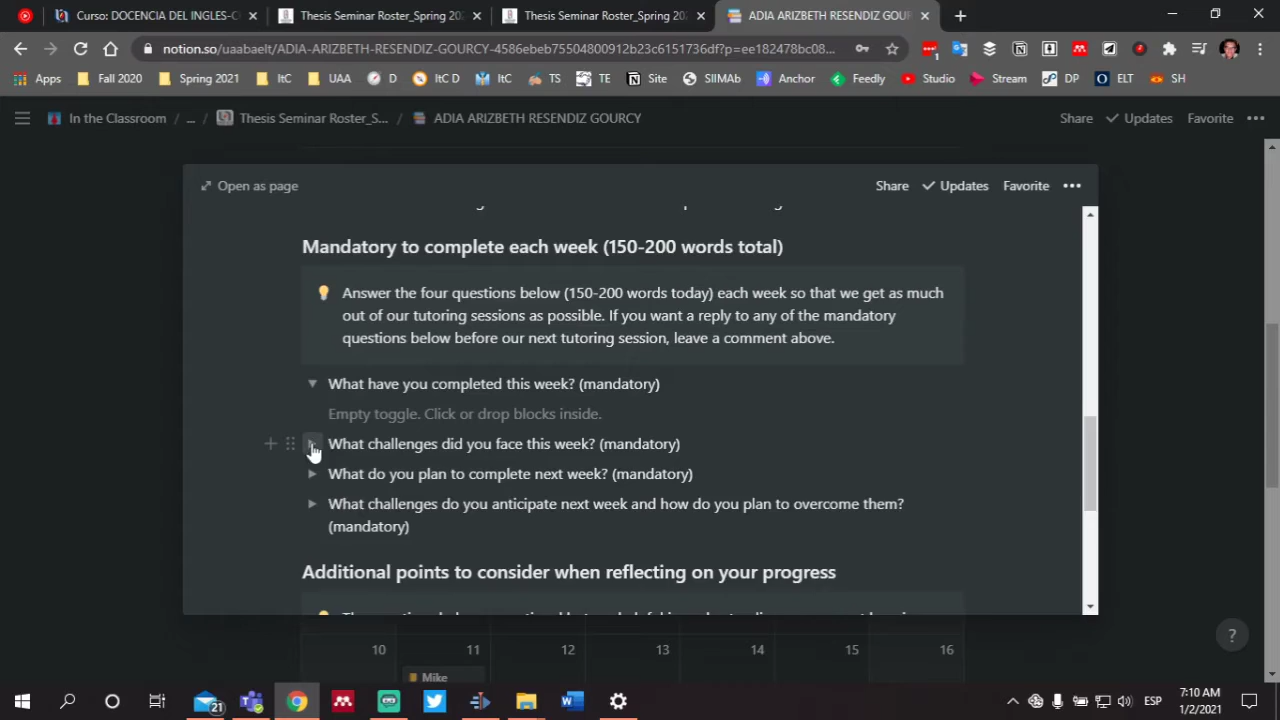 Curso: DOCENCIA DEL INGLES-C
Thesis Seminar Roster_Spring 202
Thesis Seminar Roster_Spring 202
ADIA ARIZBETH RESENDIZ GOUR
notion.so/uaabaelt/ADIA-ARIZBETH-RESENDIZ-GOURCY-4586ebeb75504800912b23c6151736df?p=ee182478bc08...
1
Apps
Fall 2020
Spring 2021
ItC
UAA
D
ItC D
ItC
TS
TE
Site
SIIMAb
Anchor
Feedly
Studio
Stream
DP
ELT
SH
In the Classroom / ... / Thesis Seminar Roster_S... / ADIA ARIZBETH RESENDIZ GOURCY
Share
Updates
Favorite
Open as page
Share
Updates
Favorite
Mandatory to complete each week (150-200 words total)
Answer the four questions below (150-200 words today) each week so that we get as much
out of our tutoring sessions as possible. If you want a reply to any of the mandatory
questions below before our next tutoring session, leave a comment above.
What have you completed this week? (mandatory)
Empty toggle. Click or drop blocks inside.
What challenges did you face this week? (mandatory)
What do you plan to complete next week? (mandatory)
What challenges do you anticipate next week and how do you plan to overcome them?
(mandatory)
Additional points to consider when reflecting on your progress
10
11
12
13
14
15
16
Mike
?
21
ESP
7:10 AM
1/2/2021